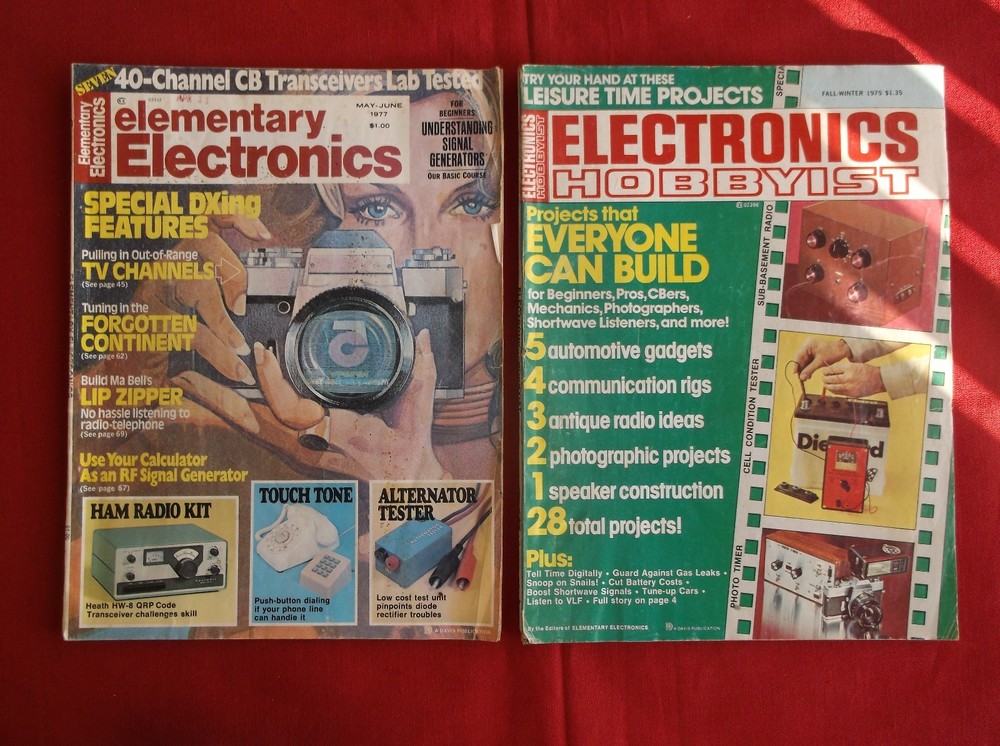 SEVEN 40-Channel CB Transceivers Lab Tested
Elementary
Electronics
MAY-JUNE
1977
$1.00
elementary
Electronics
FOR
BEGINNERS
UNDERSTANDING
SIGNAL
GENERATORS
OUR BASIC COURSE
SPECIAL DXing
FEATURES
Pulling in Out-of-Range
TV CHANNELS
(See page 45)
Tuning in the
FORGOTTEN
CONTINENT
(See page 62)
Build Ma Bell's
LIP ZIPPER
No hassle listening to
radio-telephone
(See page 69)
Use Your Calculator
As an RF Signal Generator
(See page 67)
HAM RADIO KIT
Heath HW-8 QRP Code
Transceiver challenges skill
TOUCH TONE
Push-button dialing
if your phone line
can handle it
ALTERNATOR
TESTER
Low cost test unit
pinpoints diode
rectifier troubles
A DAVIS PUBLICATION
TRY YOUR HAND AT THESE
LEISURE TIME PROJECTS
FALL-WINTER 1975 $1.35
ELECTRONICS
HOBBYIST
ELECTRONICS
HOBBYIST
02396
Projects that
EVERYONE
CAN BUILD
for Beginners, Pros, CBers,
Mechanics, Photographers,
Shortwave Listeners, and more!
5 automotive gadgets
4 communication rigs
3 antique radio ideas
2 photographic projects
1 speaker construction
28 total projects!
Plus:
Tell Time Digitally • Guard Against Gas Leaks •
Snoop on Snails! • Cut Battery Costs •
Boost Shortwave Signals • Tune-up Cars •
Listen to VLF • Full story on page 4
By the Editors of ELEMENTARY ELECTRONICS
A DAVIS PUBLICATION
SUB-BASEMENT RADIO
CELL CONDITION TESTER
PHOTO TIMER